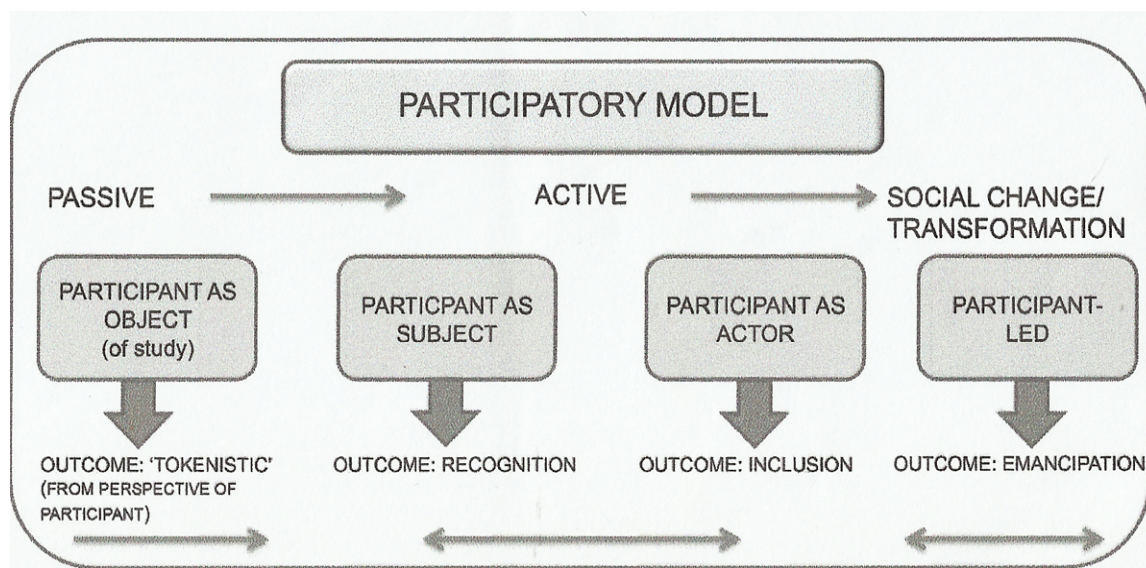 PARTICIPATORY MODEL
PASSIVE
ACTIVE
SOCIAL CHANGE/
TRANSFORMATION
PARTICIPANT AS
OBJECT
(of study)
PARTICPANT AS
SUBJECT
PARTICIPANT AS
ACTOR
PARTICIPANT-
LED
OUTCOME: 'TOKENISTIC'
(FROM PERSPECTIVE OF
PARTICIPANT)
OUTCOME: RECOGNITION
OUTCOME: INCLUSION
OUTCOME: EMANCIPATION